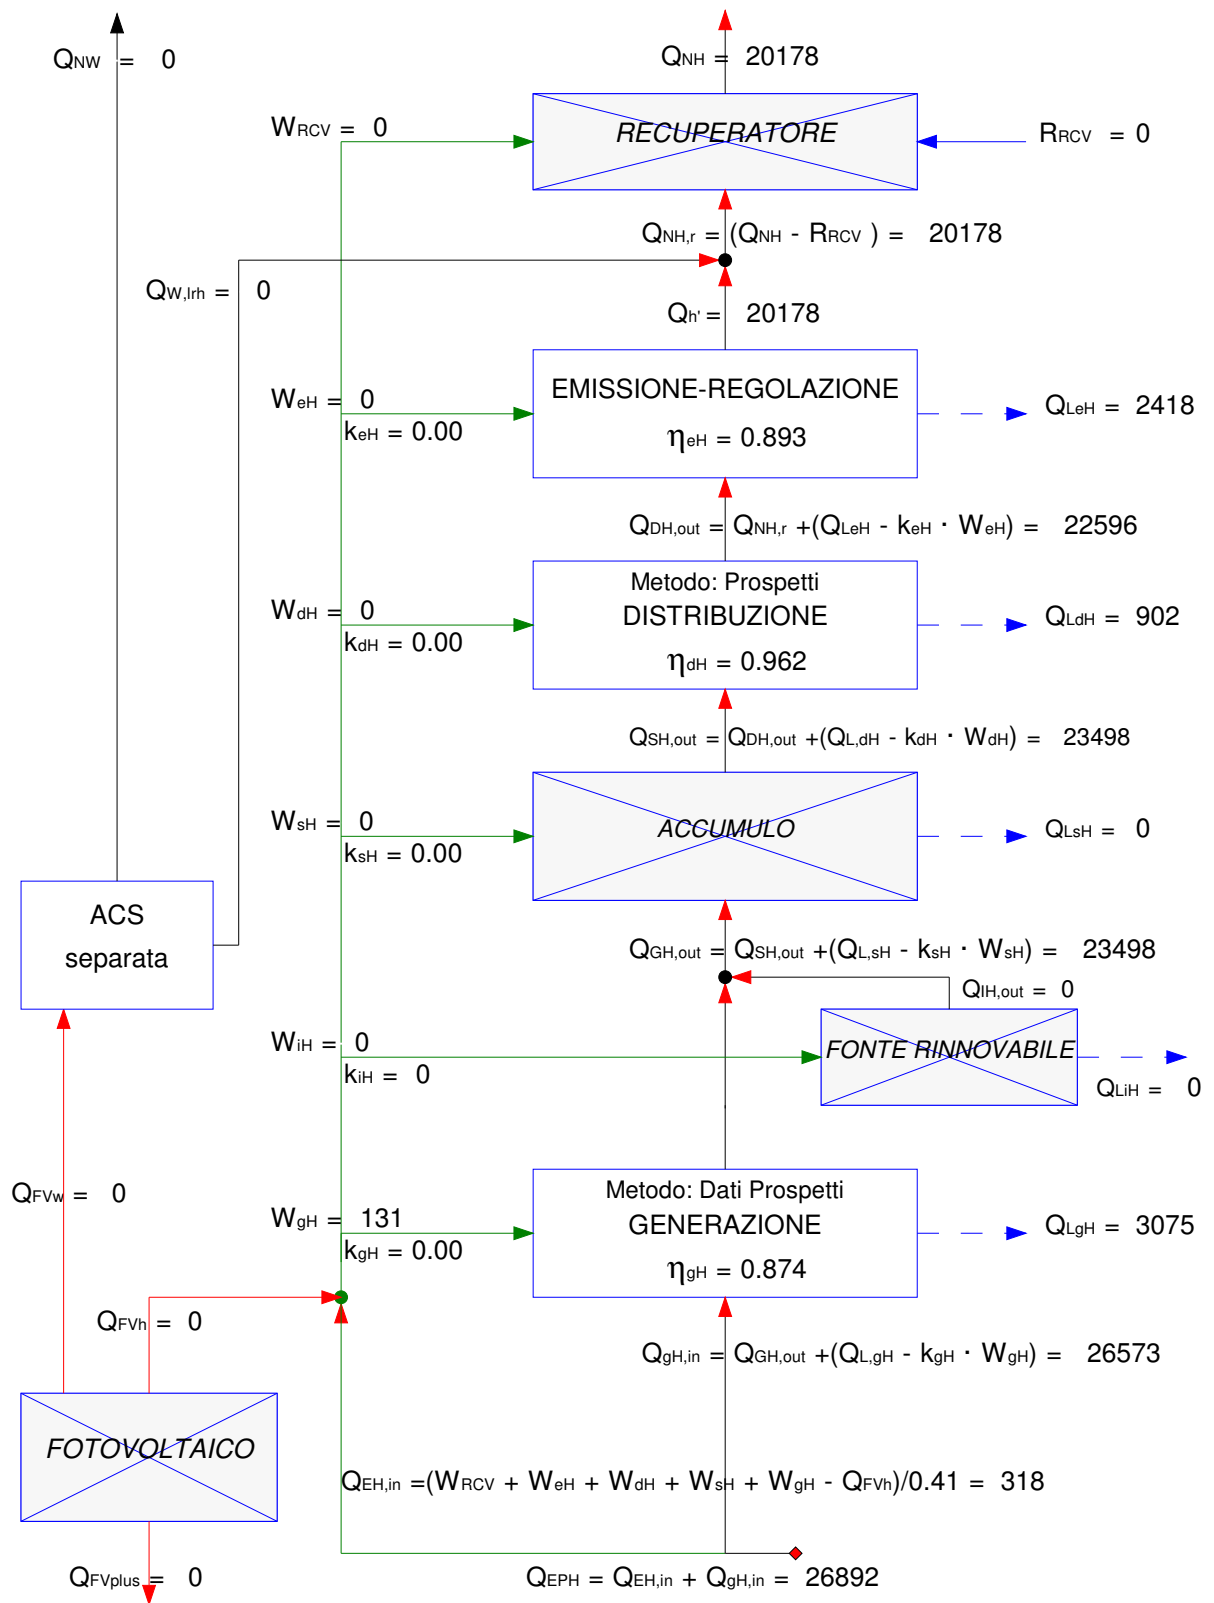 QNW = 0
QNH = 20178
WRCV = 0
RECUPERATORE
RRCV = 0
QNH,r = (QNH - RRCV ) = 20178
QW,lrh = 0
Qh' = 20178
EMISSIONE-REGOLAZIONE
WeH = 0
QLeH = 2418
keH = 0.00
ηeH = 0.893
QDH,out = QNH,r +(QLeH - keH · WeH) = 22596
Metodo: Prospetti
WdH = 0
DISTRIBUZIONE
QLdH = 902
kdH = 0.00
ηdH = 0.962
QSH,out = QDH,out +(QL,dH - kdH · WdH) = 23498
WsH = 0
ACCUMULO
QLsH = 0
ksH = 0.00
ACS
separata
QGH,out = QSH,out +(QL,sH - ksH · WsH) = 23498
QIH,out = 0
WiH = 0
FONTE RINNOVABILE
kiH = 0
QLiH = 0
QFVw = 0
Metodo: Dati Prospetti
WgH = 131
GENERAZIONE
QLgH = 3075
kgH = 0.00
ηgH = 0.874
QFVh = 0
QgH,in = QGH,out +(QL,gH - kgH · WgH) = 26573
FOTOVOLTAICO
QEH,in =(WRCV + WeH + WdH + WsH + WgH - QFVh)/0.41 = 318
QFVplus = 0
QEPH = QEH,in + QgH,in = 26892